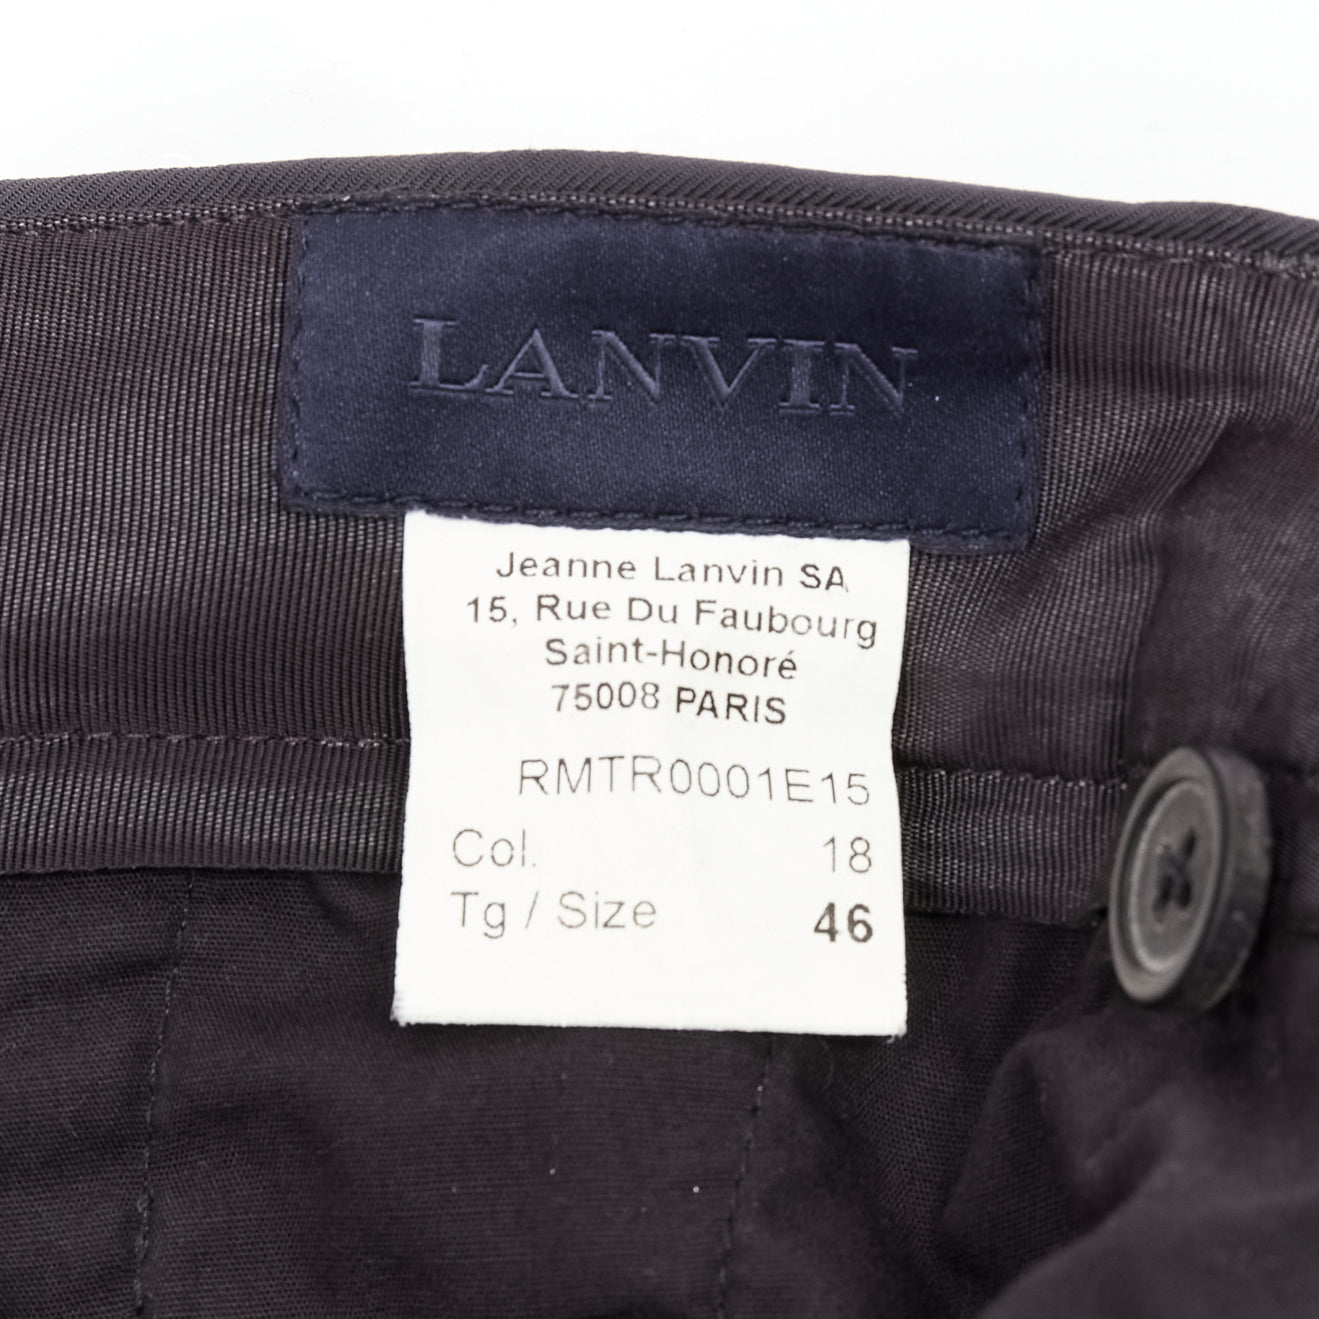 LANVIN
Jeanne Lanvin SA
15, Rue Du Faubourg
Saint-Honoré
75008 PARIS
RMTR0001E15
Col. 18
Tg / Size 46